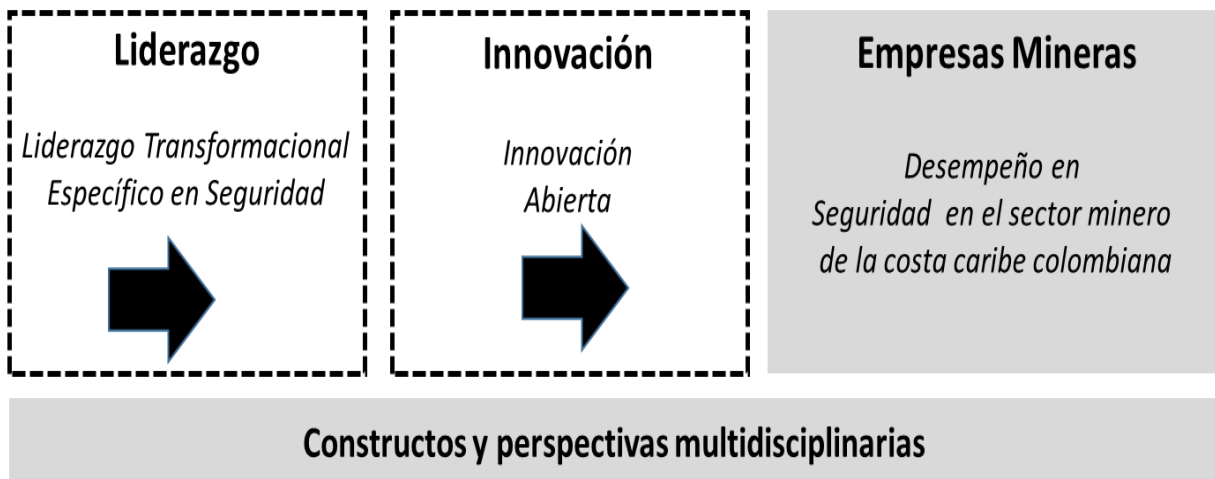 Liderazgo
Liderazgo Transformacional
Específico en Seguridad
Innovación
Innovación
Abierta
Empresas Mineras
Desempeño en
Seguridad en el sector minero
de la costa caribe colombiana
Constructos y perspectivas multidisciplinarias